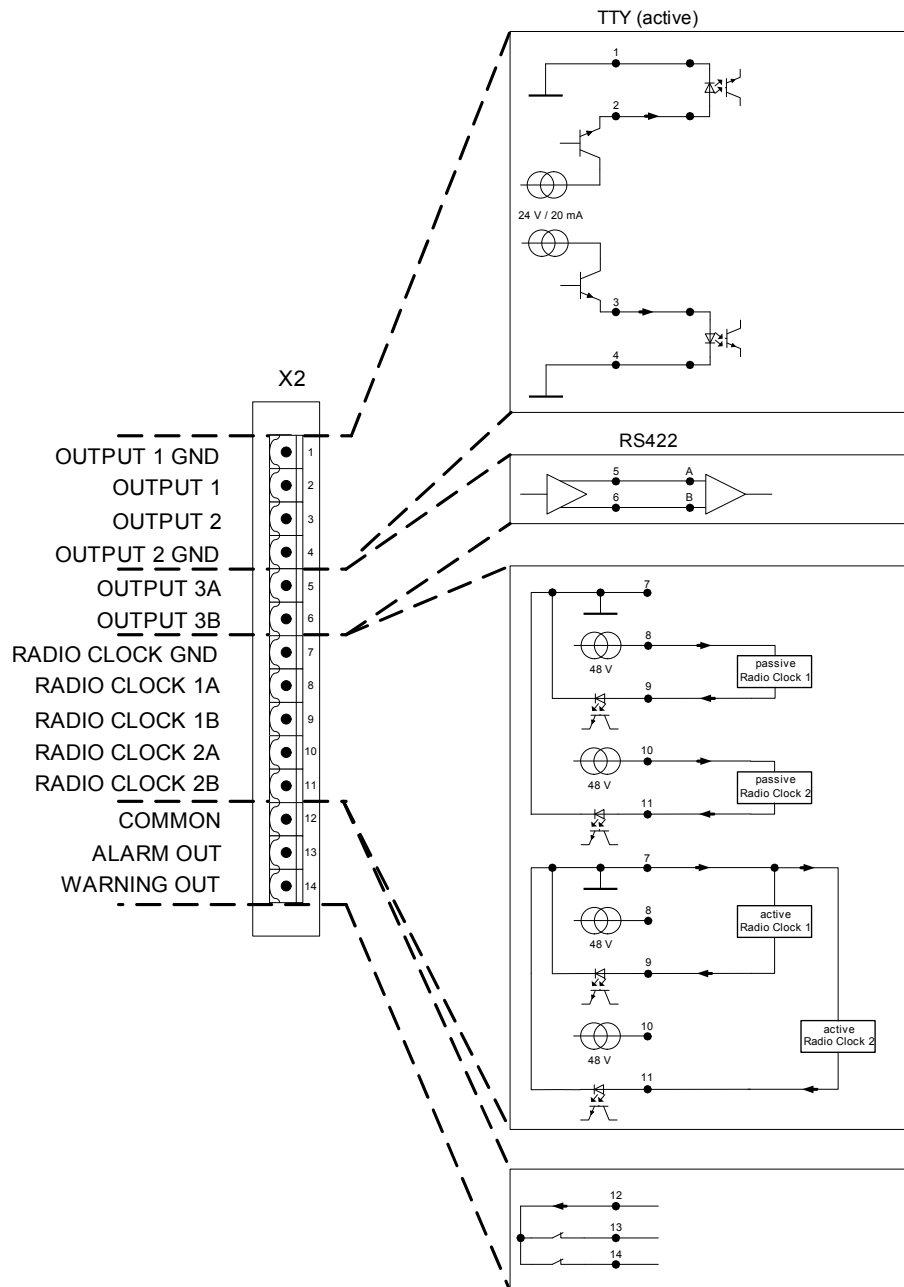 TTY (active)
1
2
24 V / 20 mA
3
4
X2
OUTPUT 1 GND 1
OUTPUT 1 2
OUTPUT 2 3
OUTPUT 2 GND 4
OUTPUT 3A 5
OUTPUT 3B 6
RADIO CLOCK GND 7
RADIO CLOCK 1A 8
RADIO CLOCK 1B 9
RADIO CLOCK 2A 10
RADIO CLOCK 2B 11
COMMON 12
ALARM OUT 13
WARNING OUT 14
RS422
5 A
6 B
7
8
48 V
passive
Radio Clock 1
9
10
48 V
passive
Radio Clock 2
11
7
8
48 V
active
Radio Clock 1
9
10
48 V
active
Radio Clock 2
11
12
13
14